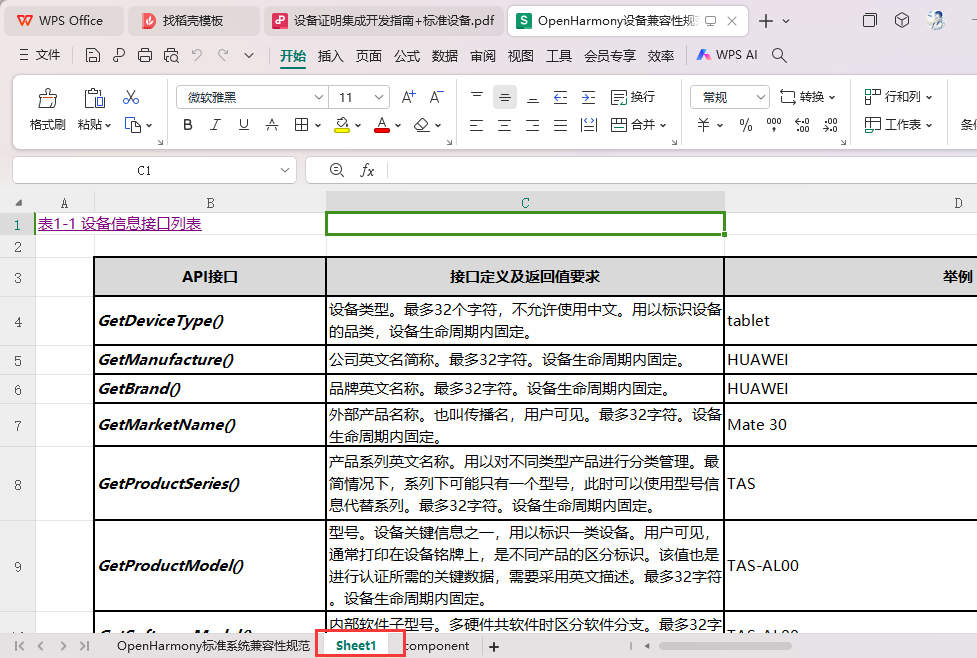 WPS Office
找稻壳模板
设备证明集成开发指南+标准设备.pdf
OpenHarmony设备兼容性规
文件
开始 插入 页面 公式 数据 审阅 视图 工具 会员专享 效率 WPS AI
格式刷 粘贴
微软雅黑 11
B I U A
A+ A-
换行
合并
常规 转换
行和列
工作表
条件
C1
fx
A B C D
1 表1-1 设备信息接口列表
2
3 API接口 接口定义及返回值要求 举例
4 GetDeviceType() 设备类型。最多32个字符，不允许使用中文。用以标识设备
的品类，设备生命周期内固定。 tablet
5 GetManufacture() 公司英文名简称。最多32字符。设备生命周期内固定。 HUAWEI
6 GetBrand() 品牌英文名称。最多32字符。设备生命周期内固定。 HUAWEI
7 GetMarketName() 外部产品名称。也叫传播名，用户可见。最多32字符。设备
生命周期内固定。 Mate 30
8 GetProductSeries() 产品系列英文名称。用以对不同类型产品进行分类管理。最
简情况下，系列下可能只有一个型号，此时可以使用型号信
息代替系列。最多32字符。设备生命周期内固定。 TAS
9 GetProductModel() 型号。设备关键信息之一，用以标识一类设备。用户可见，
通常打印在设备铭牌上，是不同产品的区分标识。该值也是
进行认证所需的关键数据，需要采用英文描述。最多32字符
。设备生命周期内固定。 TAS-AL00
GetSoftwareModel() 内部软件子型号。多硬件共软件时区分软件分支。最多32字 TAS-AL00
OpenHarmony标准系统兼容性规范 Sheet1 component